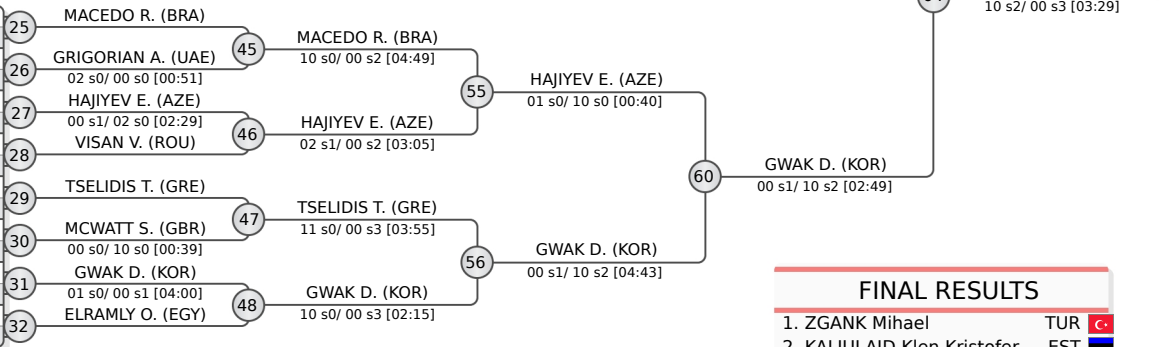 10 s2/ 00 s3 [03:29]
25
MACEDO R. (BRA)
26
GRIGORIAN A. (UAE)
02 s0/ 00 s0 [00:51]
27
HAJIYEV E. (AZE)
00 s1/ 02 s0 [02:29]
28
VISAN V. (ROU)
29
TSELIDIS T. (GRE)
30
MCWATT S. (GBR)
00 s0/ 10 s0 [00:39]
31
GWAK D. (KOR)
01 s0/ 00 s1 [04:00]
32
ELRAMLY O. (EGY)
45
MACEDO R. (BRA)
10 s0/ 00 s2 [04:49]
46
HAJIYEV E. (AZE)
02 s1/ 00 s2 [03:05]
47
TSELIDIS T. (GRE)
11 s0/ 00 s3 [03:55]
48
GWAK D. (KOR)
10 s0/ 00 s3 [02:15]
55
HAJIYEV E. (AZE)
01 s0/ 10 s0 [00:40]
56
GWAK D. (KOR)
00 s1/ 10 s2 [04:43]
60
GWAK D. (KOR)
00 s1/ 10 s2 [02:49]
FINAL RESULTS
1. ZGANK Mihael TUR
2. KALJULAID Klen Kristofer EST